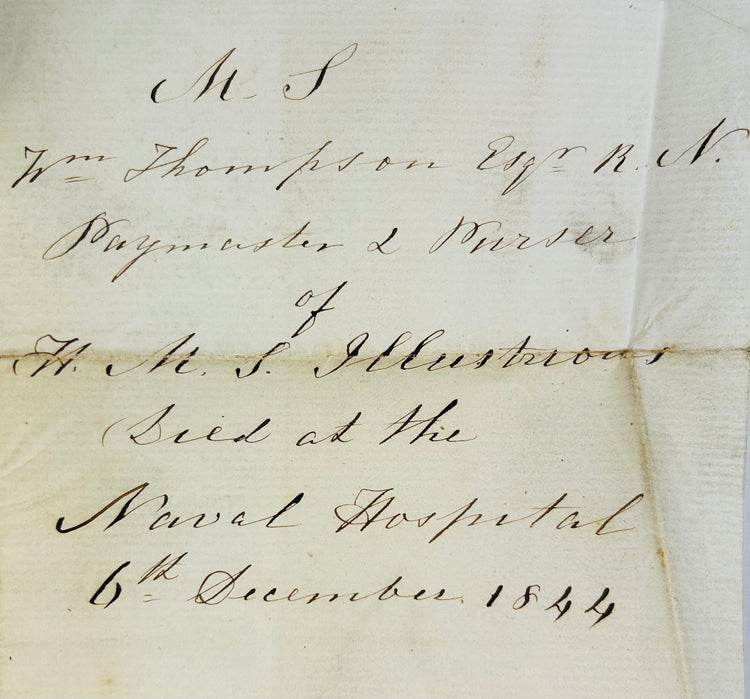 M. S
Wm Thompson Esqr R. N.
Paymaster & Purser
of
H. M. S. Illustrious
Died at the
Naval Hospital
6th December. 1844